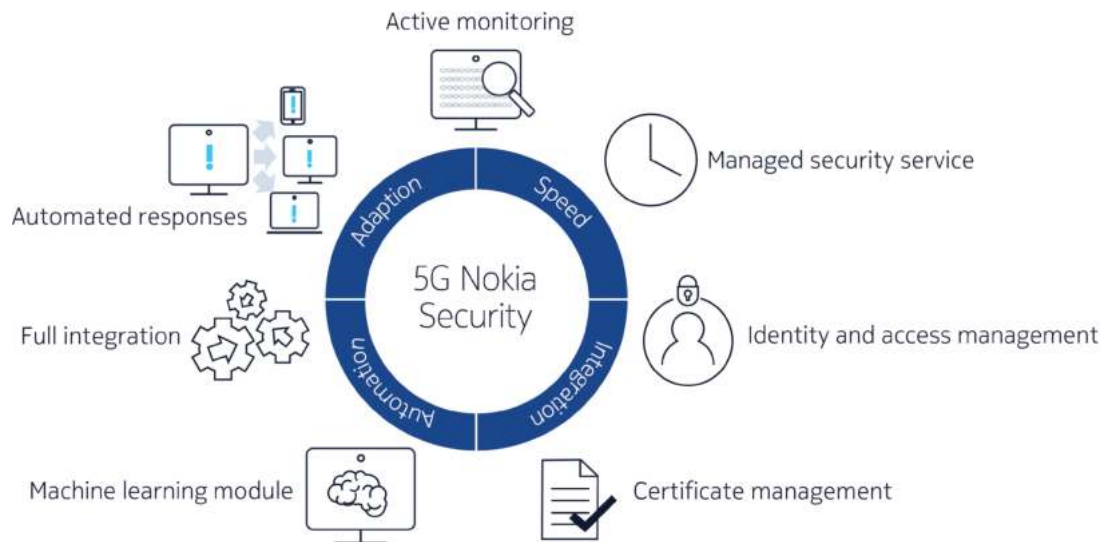 Active monitoring
Managed security service
Automated responses
Adaption
Speed
5G Nokia
Security
Full integration
Identity and access management
Automation
Integration
Machine learning module
Certificate management